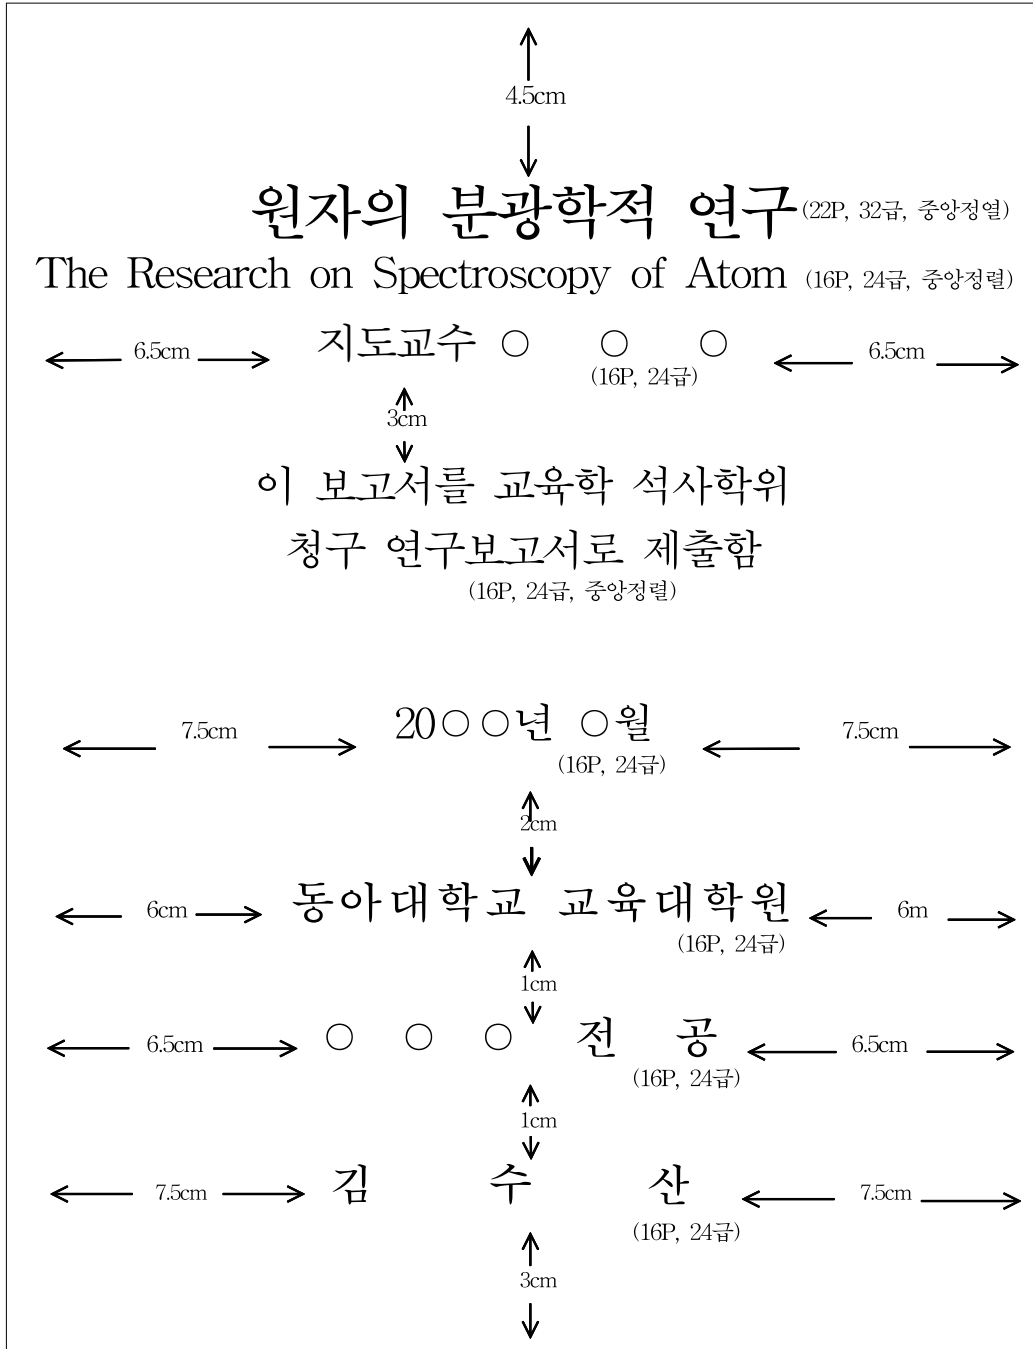 4.5cm
원자의 분광학적 연구(22P, 32급, 중앙정열)
The Research on Spectroscopy of Atom (16P, 24급, 중앙정렬)
6.5cm 지도교수 ○ ○ ○ 6.5cm
(16P, 24급)
3cm
이 보고서를 교육학 석사학위
청구 연구보고서로 제출함
(16P, 24급, 중앙정렬)
7.5cm 20○○년 ○월 7.5cm
(16P, 24급)
2cm
6cm 동아대학교 교육대학원 6m
(16P, 24급)
1cm
6.5cm ○ ○ ○ 전 공 6.5cm
(16P, 24급)
1cm
7.5cm 김 수 산 7.5cm
(16P, 24급)
3cm